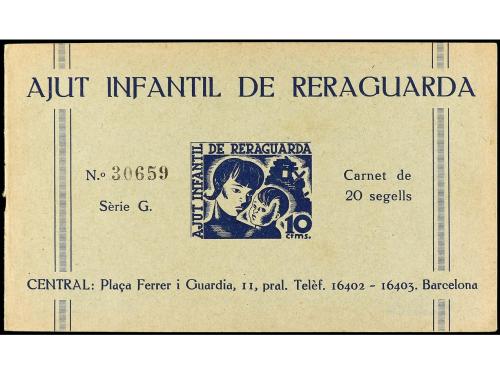 AJUT INFANTIL DE RERAGUARDA
AJUT INFANTIL
DE RERAGUARDA
N.º 30659
Sèrie G.
10
Ctms.
Carnet de
20 segells
CENTRAL: Plaça Ferrer i Guardia, 11, pral. Telèf. 16402 - 16403. Barcelona